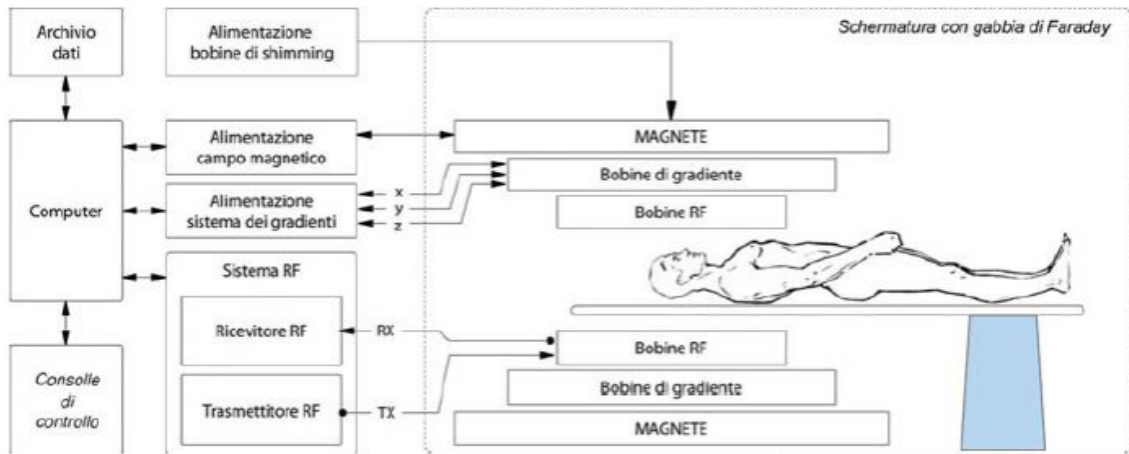 Archivio
dati
Alimentazione
bobine di shimming
Schermatura con gabbia di Faraday
Computer
Alimentazione
campo magnetico
MAGNETE
Alimentazione
sistema dei gradienti
x
y
z
Bobine di gradiente
Bobine RF
Sistema RF
Ricevitore RF
RX
Bobine RF
Consolle
di
controllo
Trasmettitore RF
TX
Bobine di gradiente
MAGNETE